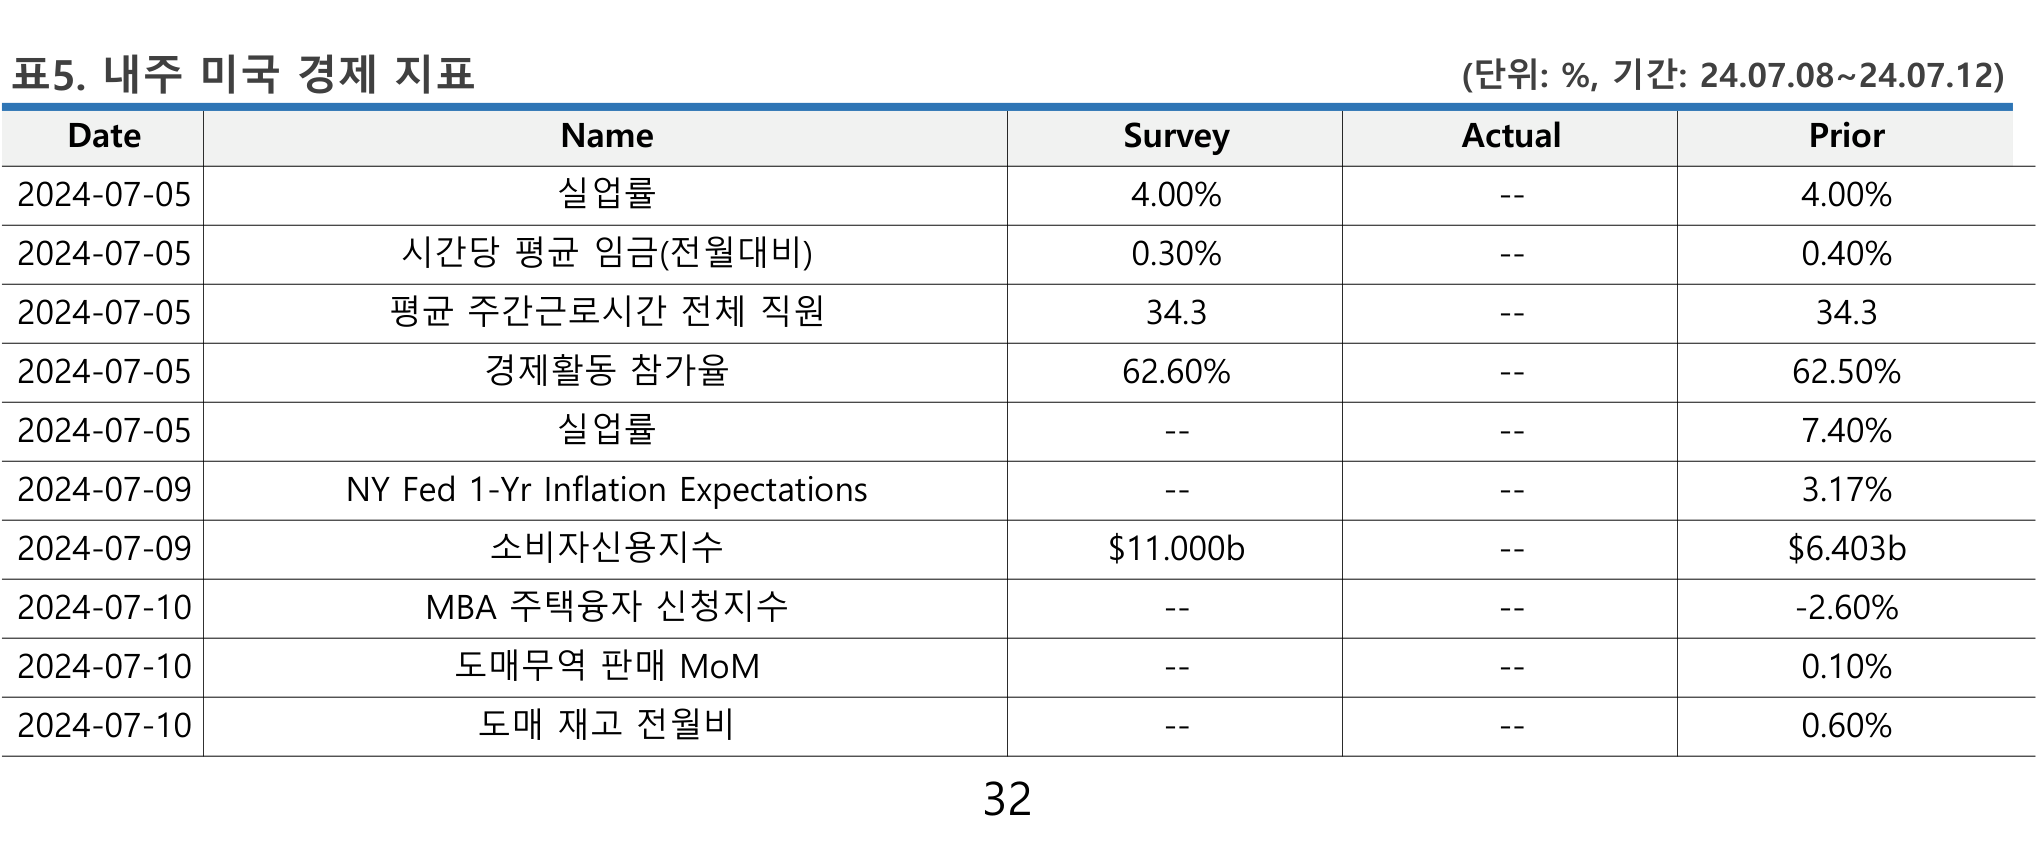 표5. 내주 미국 경제 지표 (단위: %, 기간: 24.07.08~24.07.12)
Date Name Survey Actual Prior
2024-07-05 실업률 4.00% -- 4.00%
2024-07-05 시간당 평균 임금(전월대비) 0.30% -- 0.40%
2024-07-05 평균 주간근로시간 전체 직원 34.3 -- 34.3
2024-07-05 경제활동 참가율 62.60% -- 62.50%
2024-07-05 실업률 -- -- 7.40%
2024-07-09 NY Fed 1-Yr Inflation Expectations -- -- 3.17%
2024-07-09 소비자신용지수 $11.000b -- $6.403b
2024-07-10 MBA 주택융자 신청지수 -- -- -2.60%
2024-07-10 도매무역 판매 MoM -- -- 0.10%
2024-07-10 도매 재고 전월비 -- -- 0.60%
32